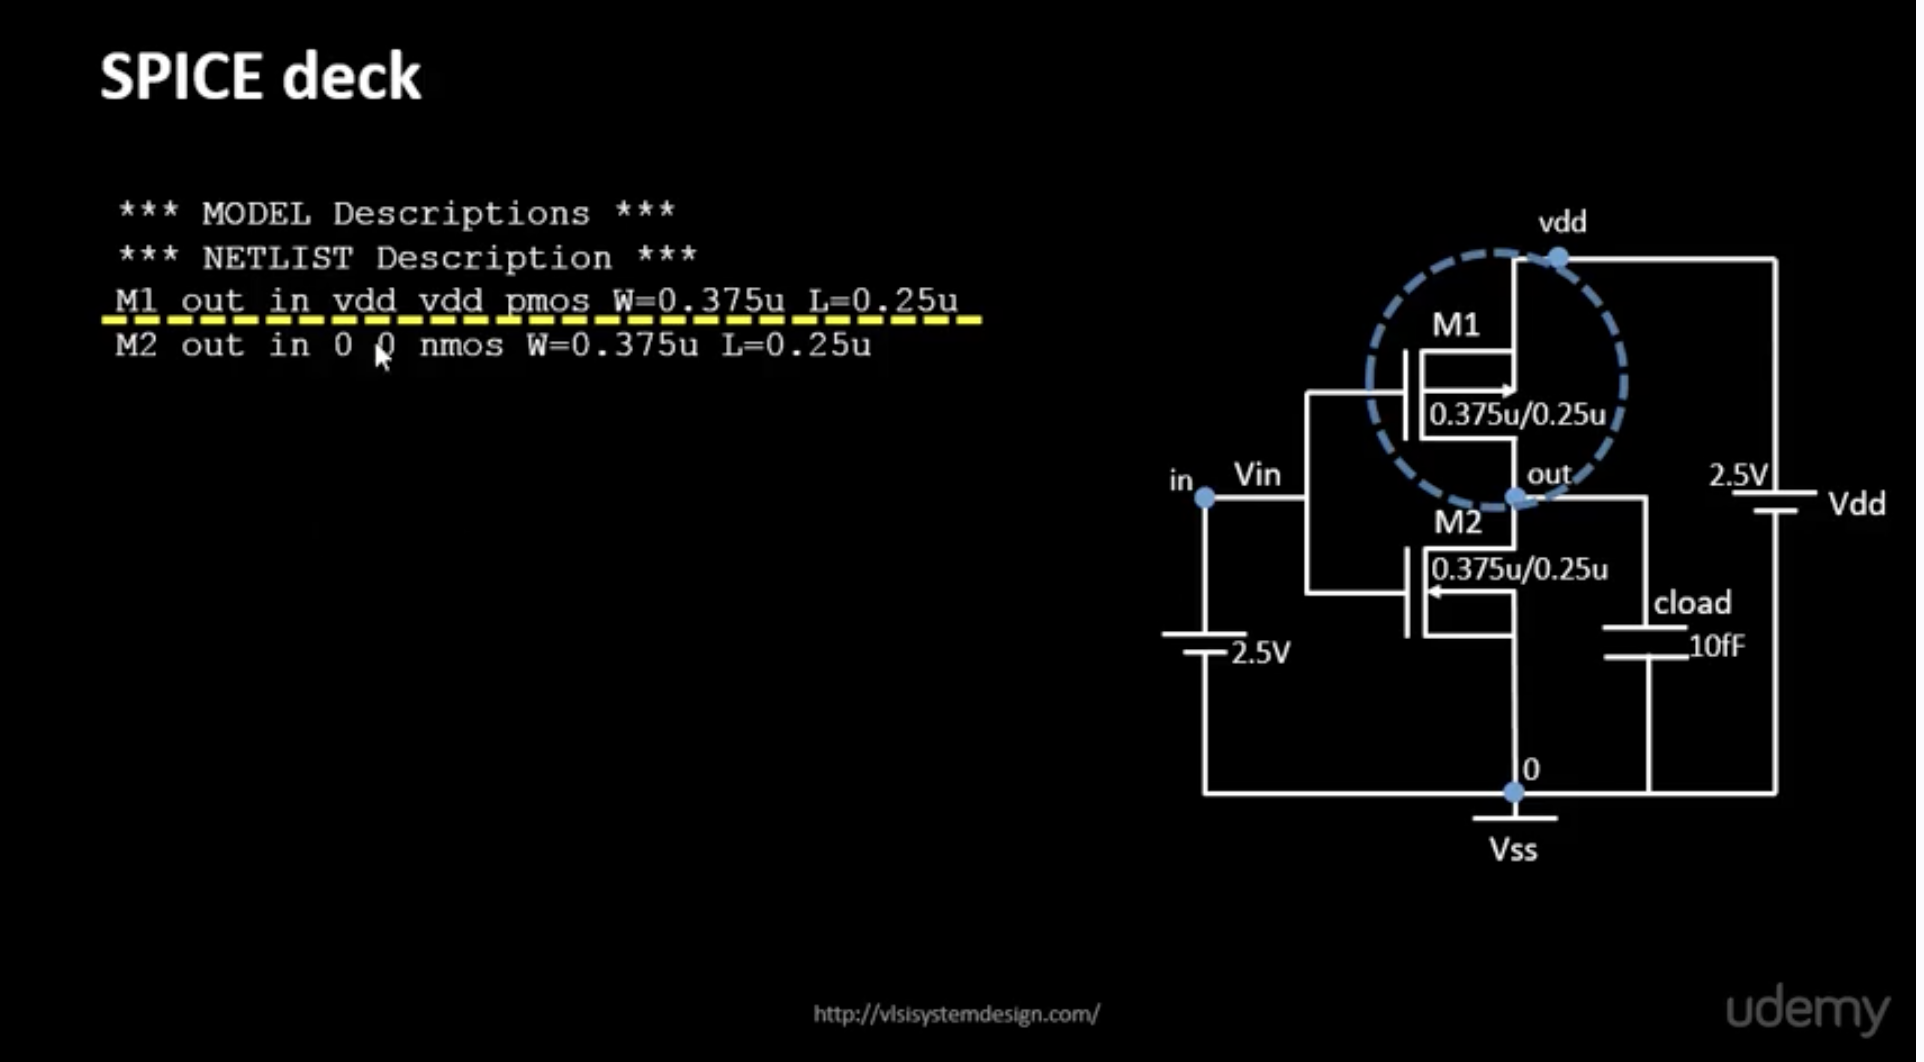 SPICE deck
*** MODEL Descriptions ***
*** NETLIST Description ***
M1 out in vdd vdd pmos W=0.375u L=0.25u
M2 out in 0 0 nmos W=0.375u L=0.25u
vdd
M1
0.375u/0.25u
in
Vin
out
2.5V
Vdd
M2
0.375u/0.25u
cload
10fF
2.5V
0
Vss
http://vlsisystemdesign.com/
udemy